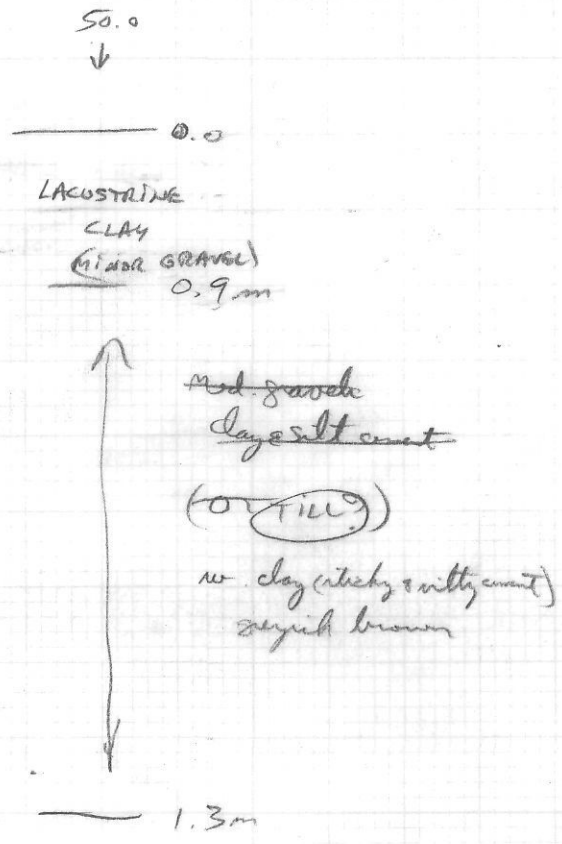 50.0
0.0
LACUSTRINE
CLAY
(MINOR GRAVEL)
0.9 m
Med. gravel
clay & silt cement
(or TILL?)
w. clay (sticky & silty cement)
greyish brown
1.3m